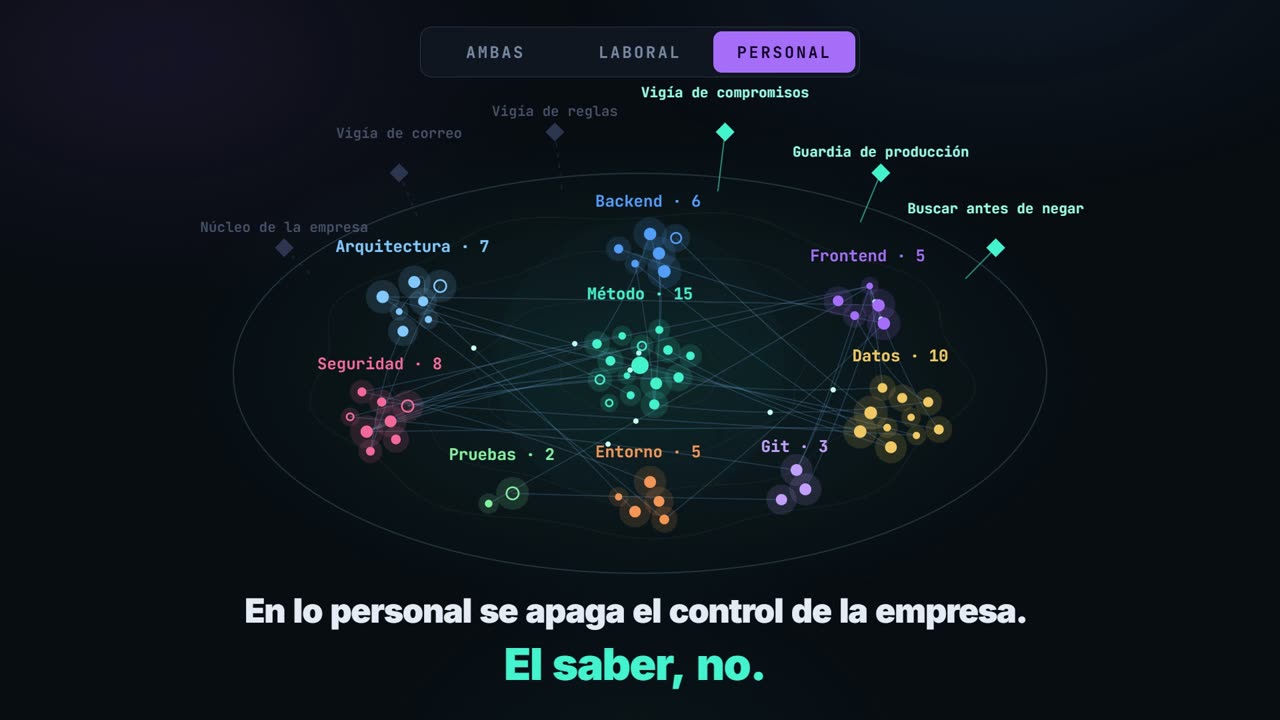 AMBAS LABORAL PERSONAL
Vigía de compromisos
Vigía de reglas
Vigía de correo
Guardia de producción
Buscar antes de negar
Núcleo de la empresa
Backend · 6
Arquitectura · 7
Frontend · 5
Método · 15
Seguridad · 8
Datos · 10
Pruebas · 2
Entorno · 5
Git · 3
En lo personal se apaga el control de la empresa.
El saber, no.